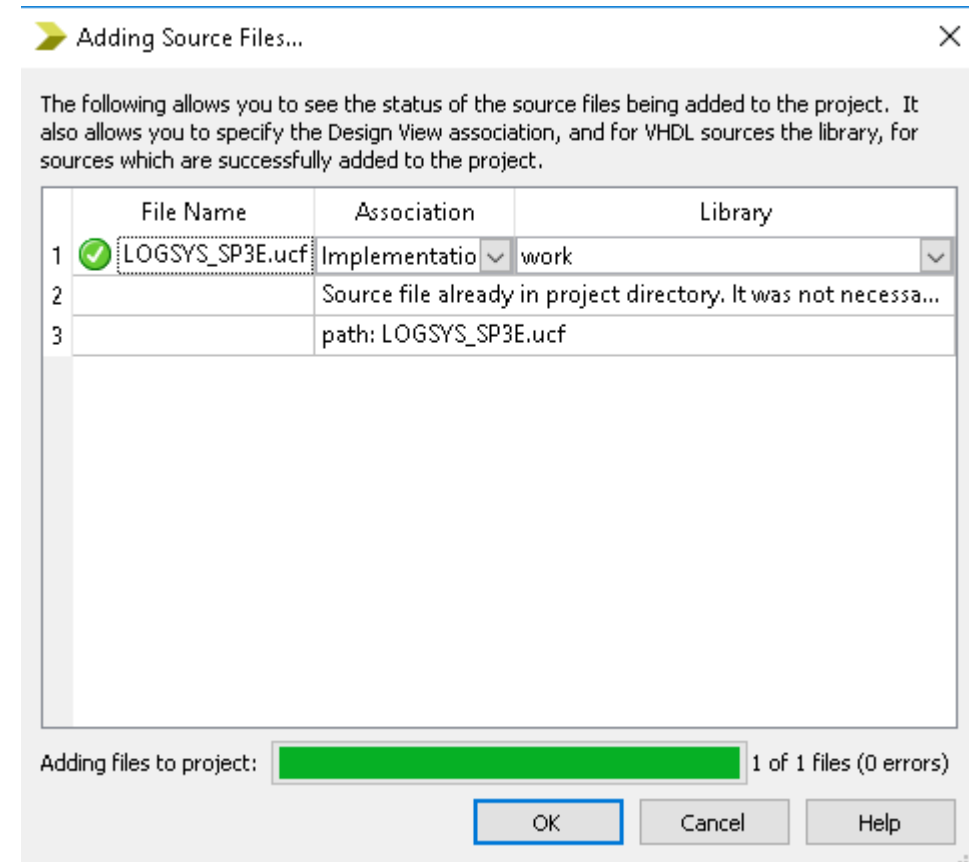 Adding Source Files...
The following allows you to see the status of the source files being added to the project. It
also allows you to specify the Design View association, and for VHDL sources the library, for
sources which are successfully added to the project.
File Name Association Library
1 LOGSYS_SP3E.ucf Implementatio work
2 Source file already in project directory. It was not necessa...
3 path: LOGSYS_SP3E.ucf
Adding files to project: 1 of 1 files (0 errors)
OK Cancel Help